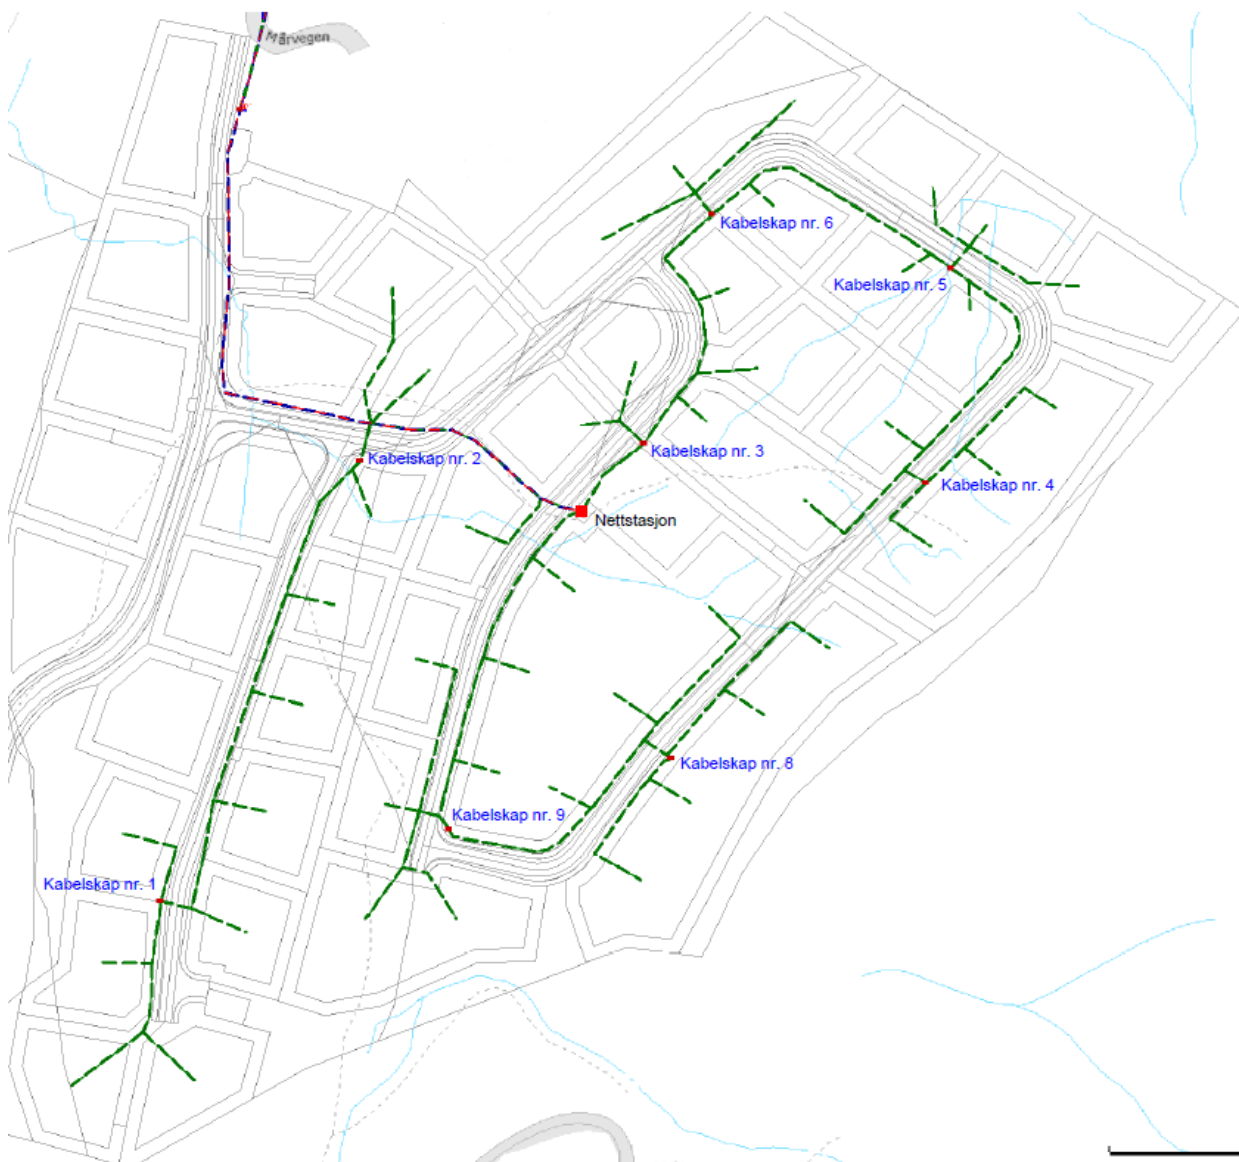 Kabelskap nr. 6
Kabelskap nr. 5
Kabelskap nr. 3
Kabelskap nr. 2
Kabelskap nr. 4
Nettstasjon
Kabelskap nr. 8
Kabelskap nr. 9
Kabelskap nr. 1